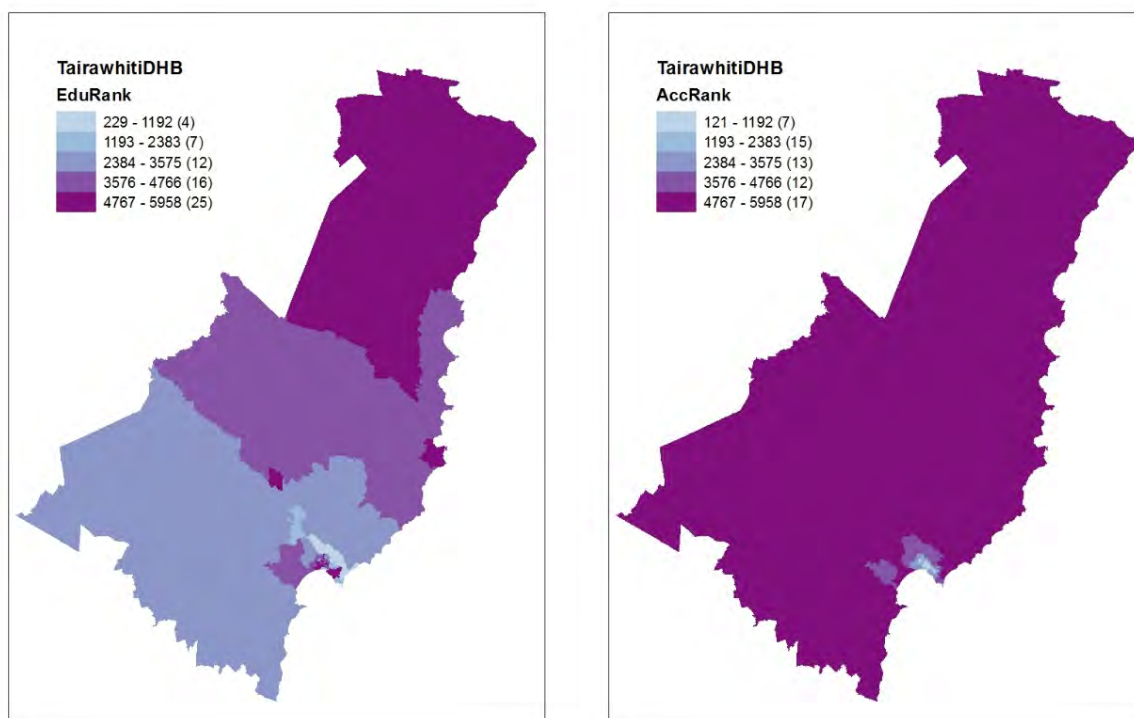 TairawhitiDHB
EduRank
229 - 1192 (4)
1193 - 2383 (7)
2384 - 3575 (12)
3576 - 4766 (16)
4767 - 5958 (25)
TairawhitiDHB
AccRank
121 - 1192 (7)
1193 - 2383 (15)
2384 - 3575 (13)
3576 - 4766 (12)
4767 - 5958 (17)